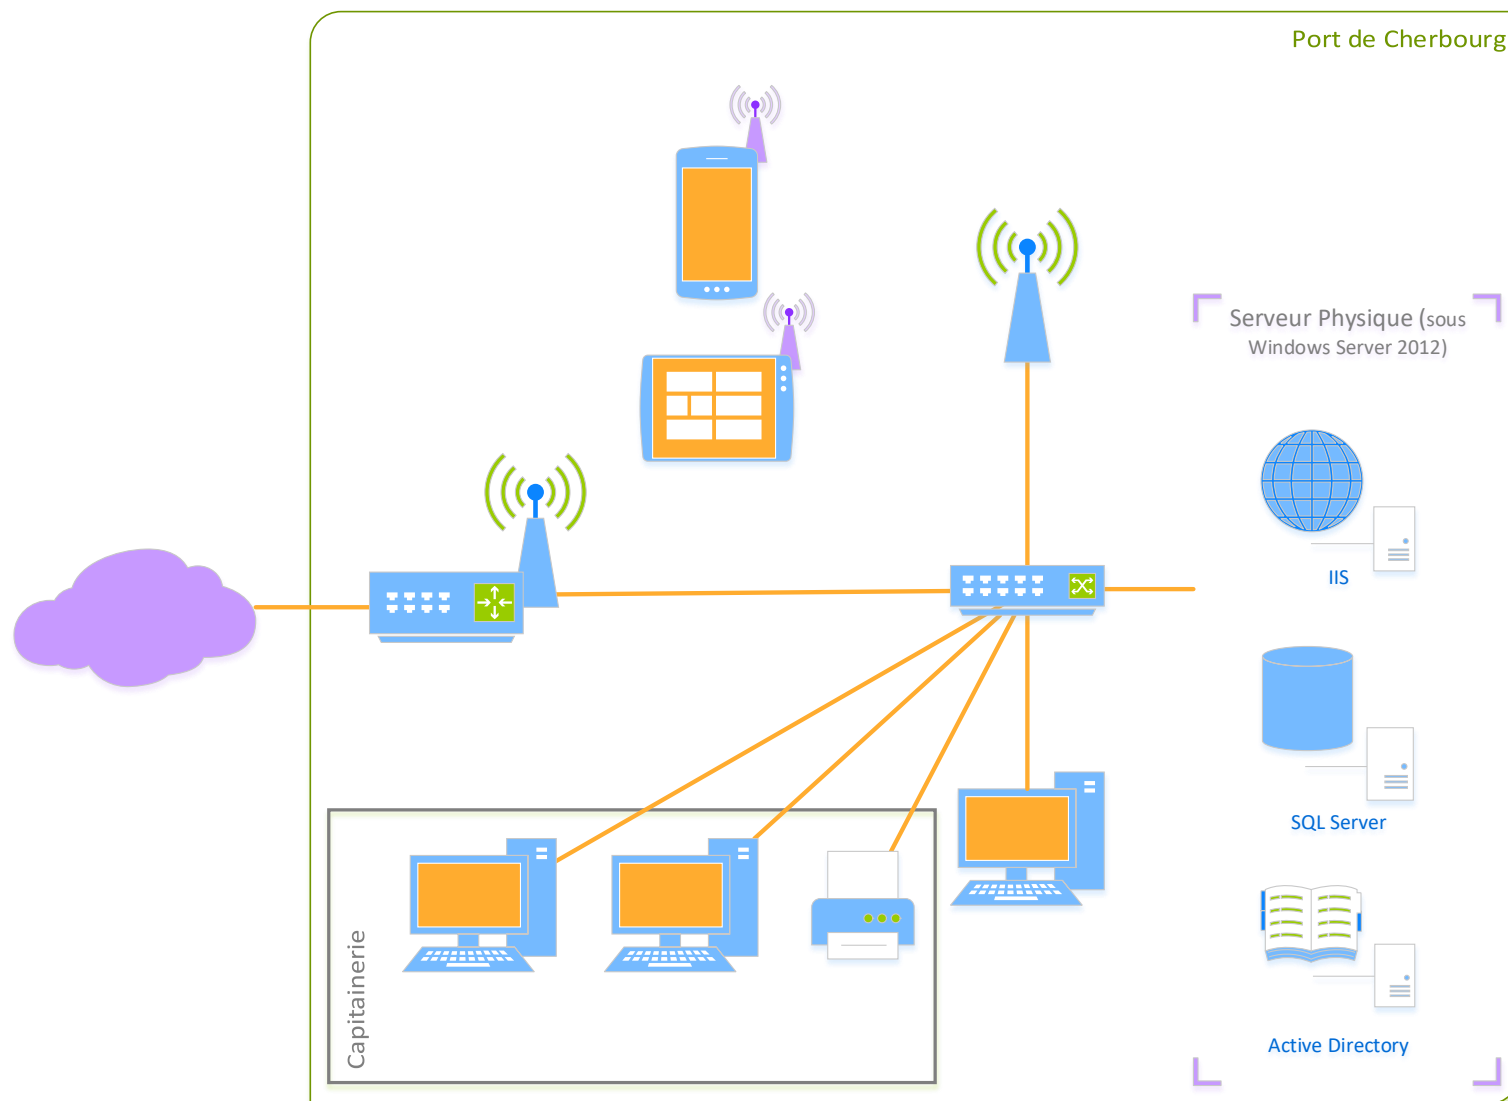 Port de Cherbourg
Serveur Physique (sous
Windows Server 2012)
IIS
SQL Server
Capitainerie
Active Directory